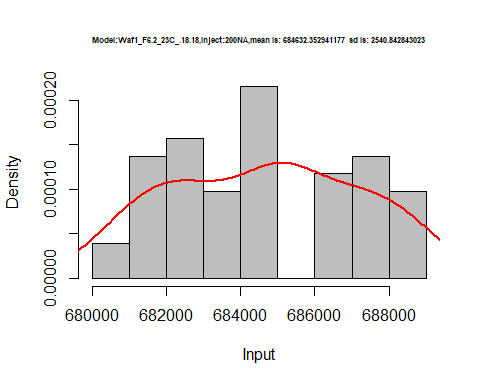 Model:Waf1_F6.2_23C_.18.18,Inject:200NA,mean is: 684632.352941177 sd is: 2540.842843023
Density
0.00000
0.00010
0.00020
680000 682000 684000 686000 688000
Input